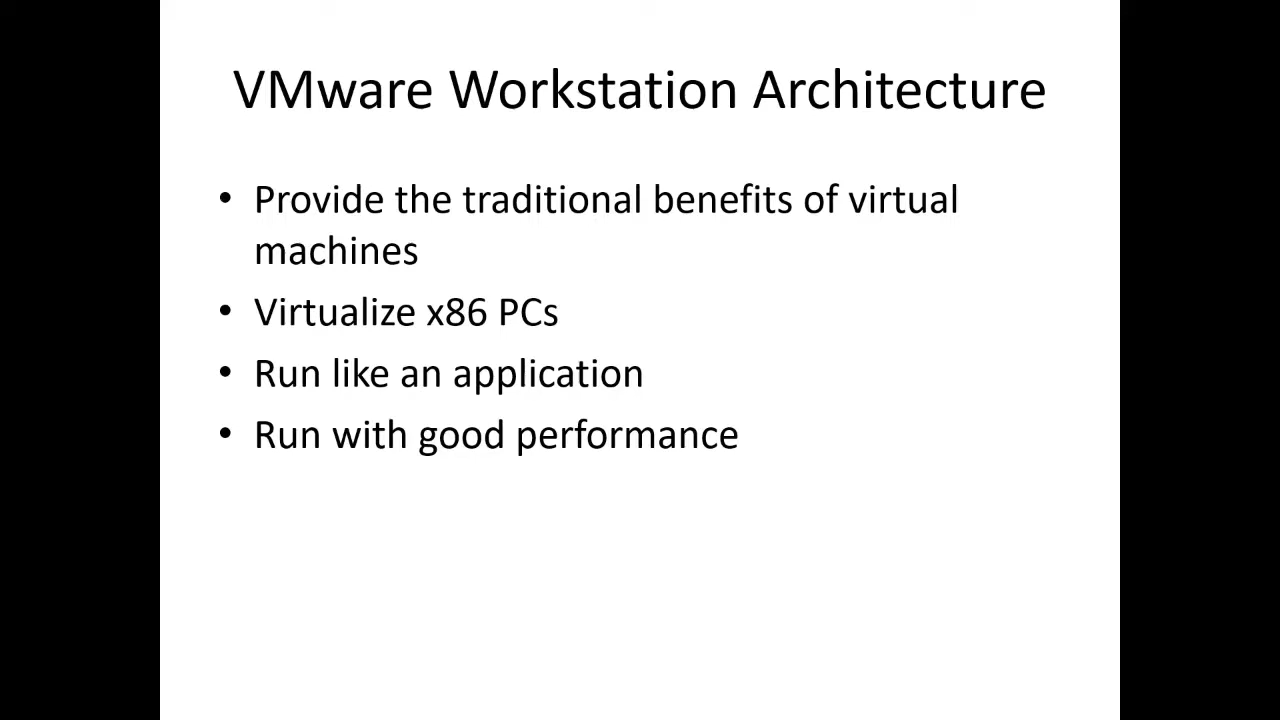 VMware Workstation Architecture
• Provide the traditional benefits of virtual
machines
• Virtualize x86 PCs
• Run like an application
• Run with good performance